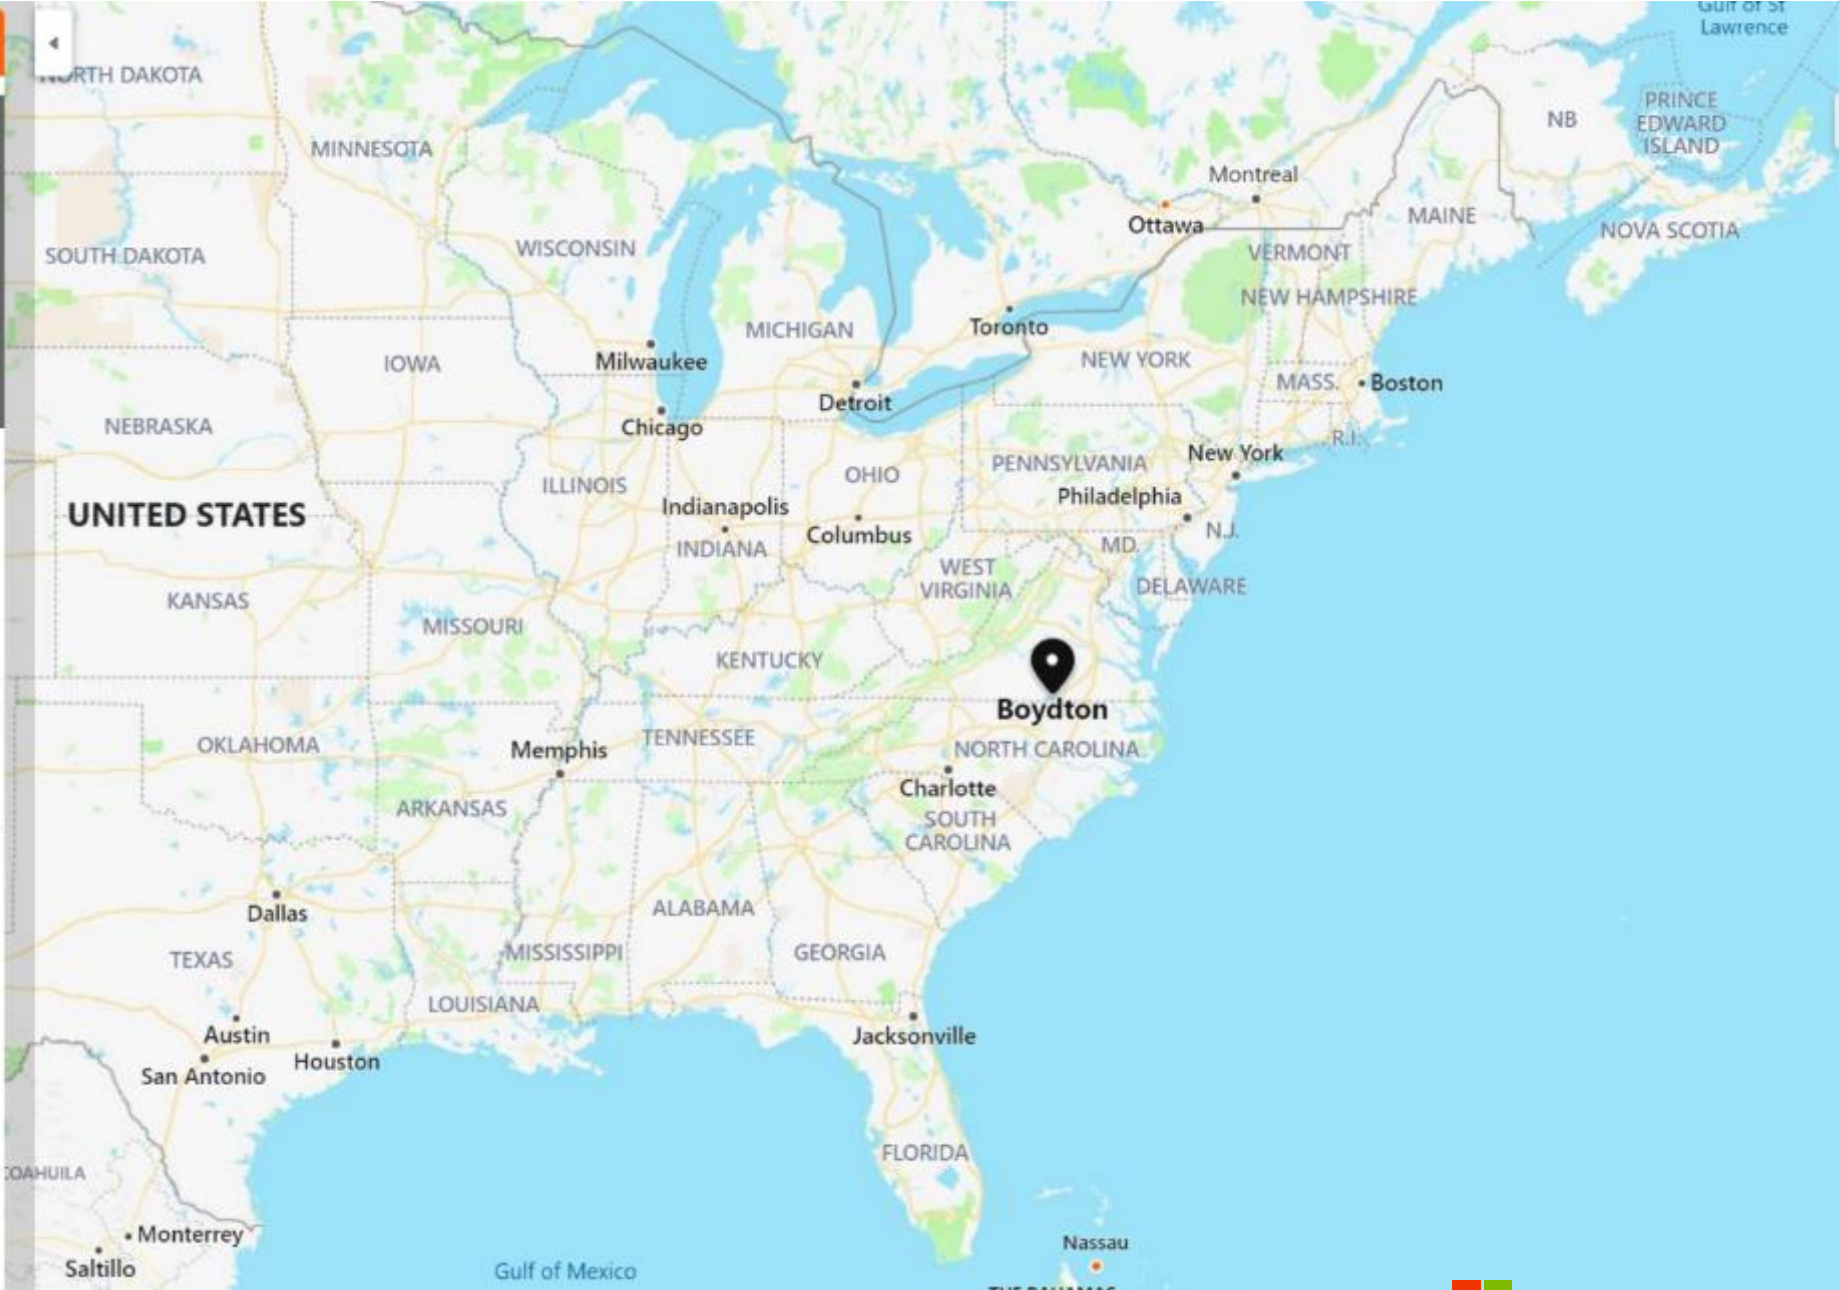 Gulf of St
Lawrence
NORTH DAKOTA
MINNESOTA
NB
PRINCE
EDWARD
ISLAND
Montreal
Ottawa
MAINE
NOVA SCOTIA
SOUTH DAKOTA
WISCONSIN
VERMONT
NEW HAMPSHIRE
MICHIGAN
Toronto
NEW YORK
Milwaukee
IOWA
MASS.
Boston
Detroit
Chicago
NEBRASKA
R.I.
New York
PENNSYLVANIA
OHIO
ILLINOIS
Philadelphia
Indianapolis
UNITED STATES
Columbus
N.J.
INDIANA
MD.
WEST
VIRGINIA
DELAWARE
KANSAS
MISSOURI
KENTUCKY
Boydton
OKLAHOMA
Memphis
TENNESSEE
NORTH CAROLINA
Charlotte
ARKANSAS
SOUTH
CAROLINA
Dallas
ALABAMA
TEXAS
MISSISSIPPI
GEORGIA
LOUISIANA
Austin
Jacksonville
Houston
San Antonio
FLORIDA
COAHUILA
Monterrey
Nassau
Saltillo
Gulf of Mexico
THE BAHAMAS